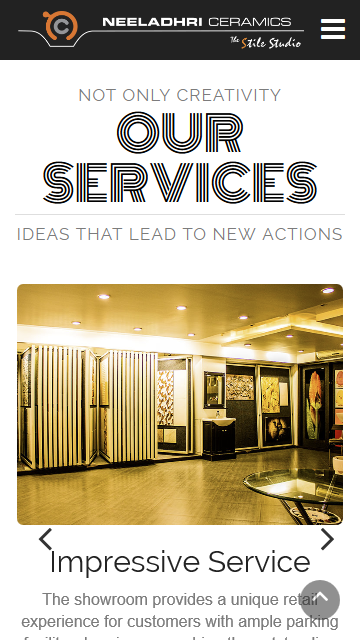 NEELADHRI CERAMICS
The Stile Studio
NOT ONLY CREATIVITY
OUR
SERVICES
IDEAS THAT LEAD TO NEW ACTIONS
Impressive Service
The showroom provides a unique retail
experience for customers with ample parking